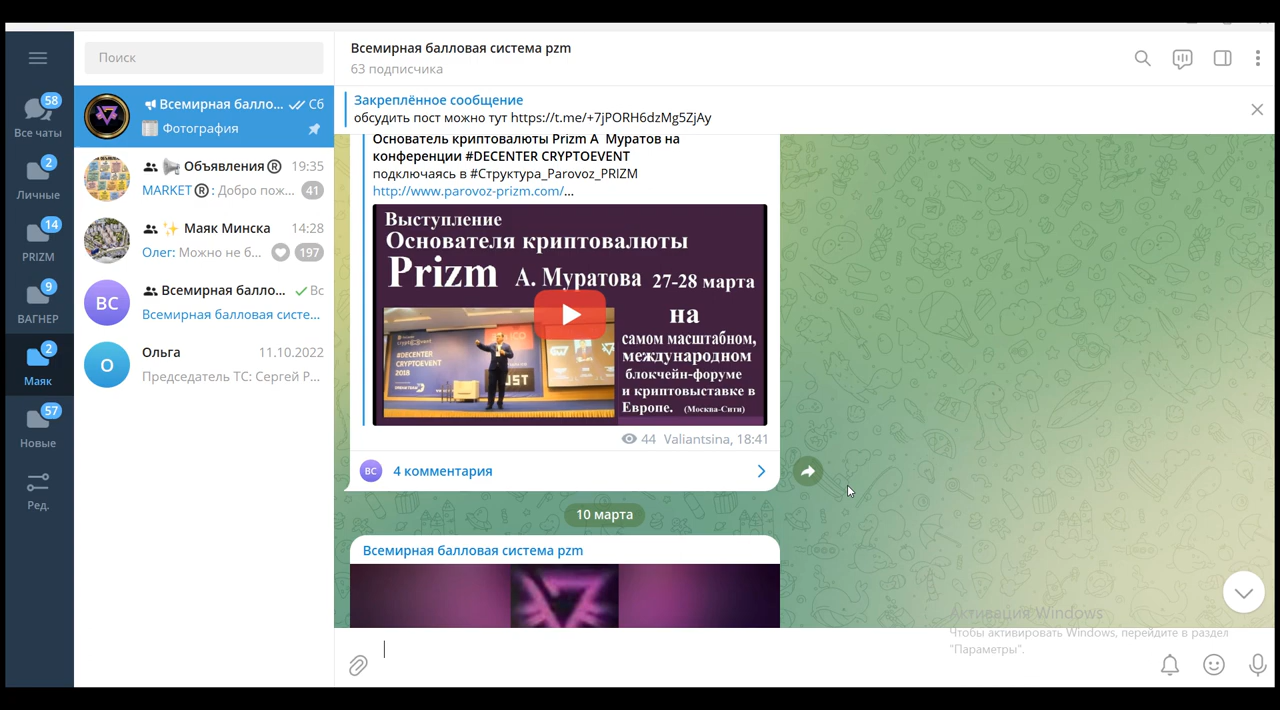 Поиск
Всемирная балловая система pzm
63 подписчика
Закреплённое сообщение
обсудить пост можно тут https://t.me/+7jPORH6dzMg5ZjAy
58
Все чаты
2
Личные
14
PRIZM
9
ВАГНЕР
2
Маяк
57
Новые
Ред.
Всемирная балло... Сб
Фотография
Объявления® 19:35
MARKET®: Добро пож... 41
Маяк Минска 14:28
Олег: Можно не б... 197
ВС
Всемирная балло... Вс
Всемирная балловая систе...
О
Ольга 11.10.2022
Председатель ТС: Сергей Р...
Основатель криптовалюты Prizm А Муратов на
конференции #DECENTER CRYPTOEVENT
подключаясь в #Структура_Parovoz_PRIZM
http://www.parovoz-prizm.com/...
Выступление
Основателя криптовалюты
Prizm А. Муратова 27-28 марта
на
самом масштабном,
международном
блокчейн-форуме
и криптовыставке в
Европе. (Москва-Сити)
#DECENTER
CRYPTOEVENT
2018
44 Valiantsina, 18:41
ВС 4 комментария
10 марта
Всемирная балловая система pzm
Активация Windows
Чтобы активировать Windows, перейдите в раздел
"Параметры".